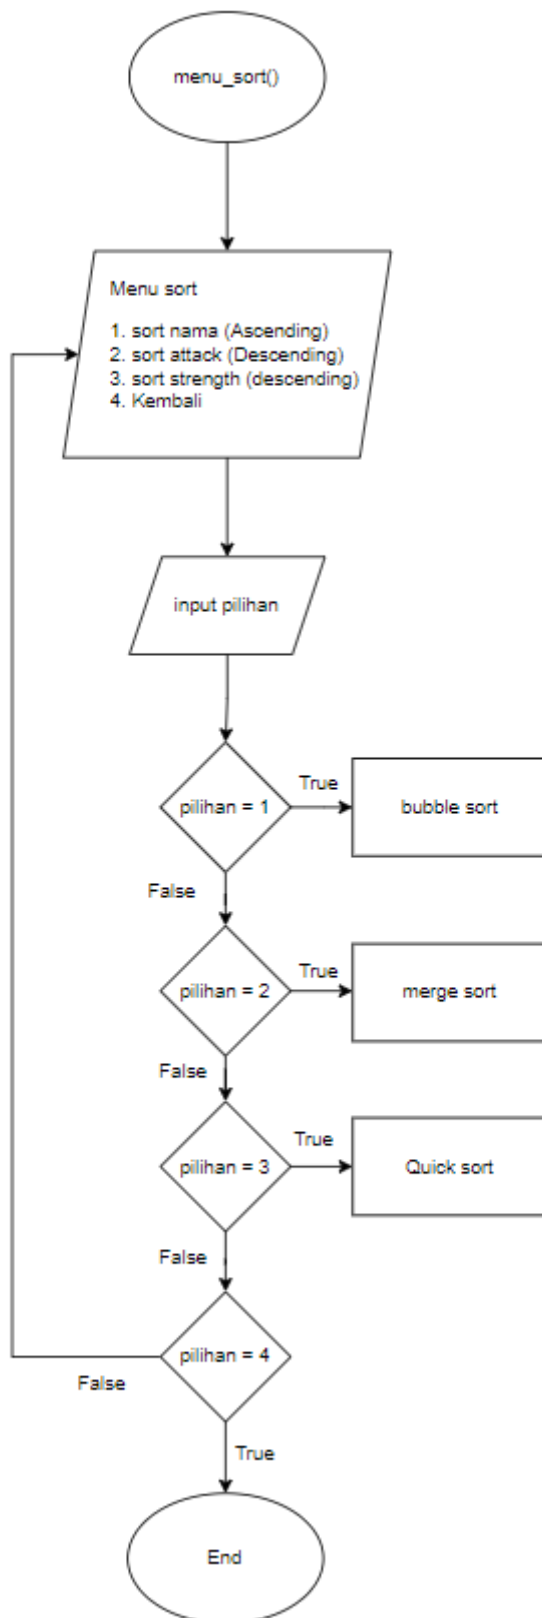 menu_sort()
Menu sort
1. sort nama (Ascending)
2. sort attack (Descending)
3. sort strength (descending)
4. Kembali
input pilihan
pilihan = 1
True
bubble sort
False
pilihan = 2
True
merge sort
False
pilihan = 3
True
Quick sort
False
pilihan = 4
False
True
End